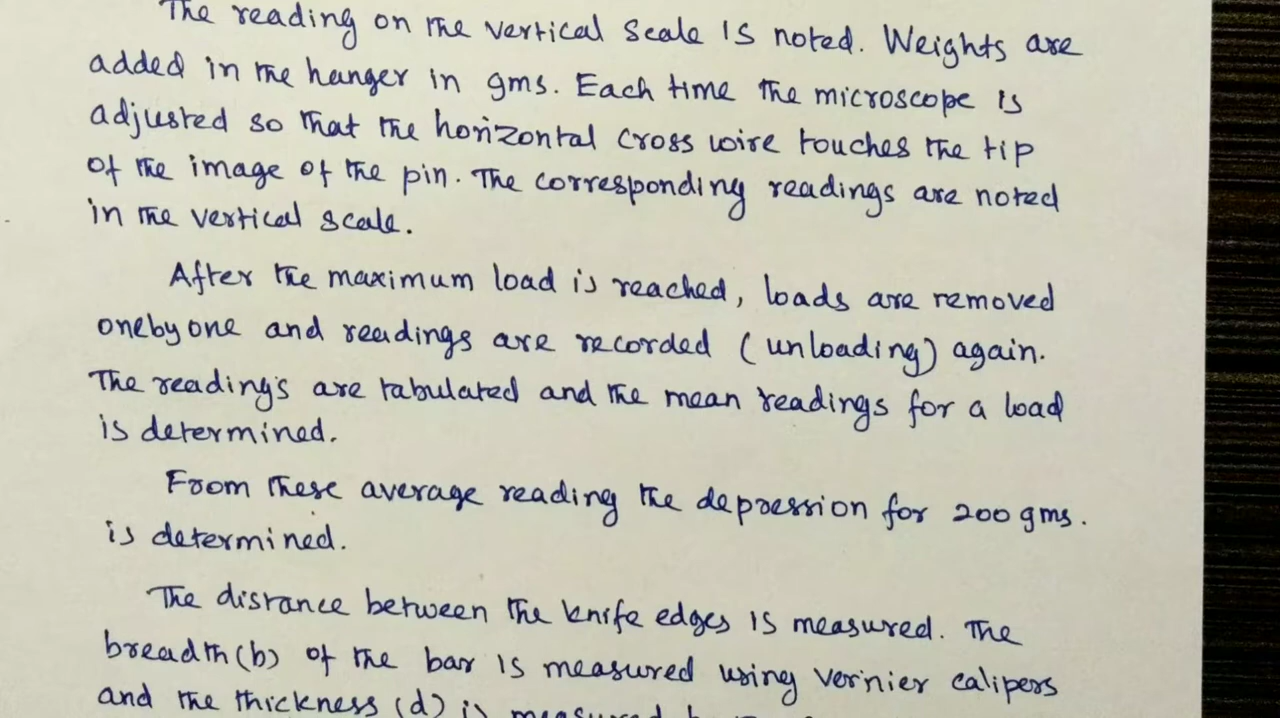 The reading on the vertical scale is noted. Weights are
added in the hanger in gms. Each time the microscope is
adjusted so that the horizontal cross wire touches the tip
of the image of the pin. The corresponding readings are noted
in the vertical scale.
After the maximum load is reached, loads are removed
onebyone and readings are recorded (unloading) again.
The reading's are tabulated and the mean readings for a load
is determined.
From these average reading the depression for 200 gms.
is determined.
The distance between the knife edges is measured. The
breadth (b) of the bar is measured using vernier calipers
and the thickness (d) is measured